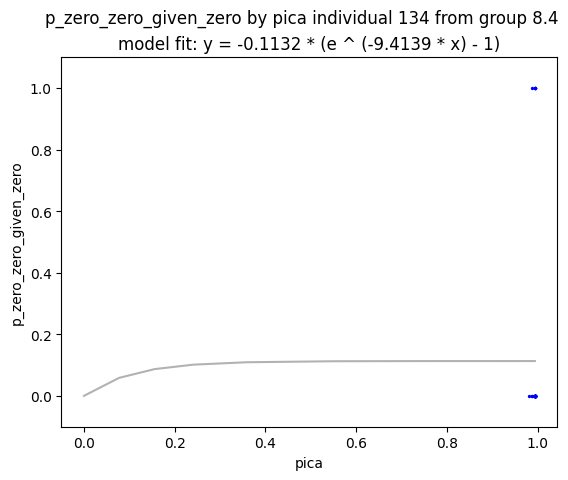 p_zero_zero_given_zero by pica individual 134 from group 8.4
model fit: y = -0.1132 * (e ^ (-9.4139 * x) - 1)
1.0
0.8
0.6
0.4
0.2
0.0
p_zero_zero_given_zero
0.0 0.2 0.4 0.6 0.8 1.0
pica